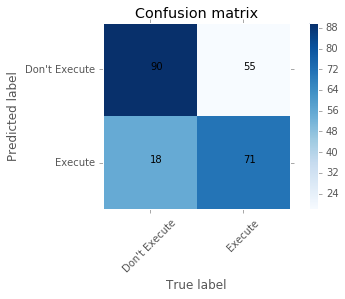 Confusion matrix
Predicted label
Don't Execute
90
55
Execute
18
71
Don't Execute
Execute
True label
88
80
72
64
56
48
40
32
24